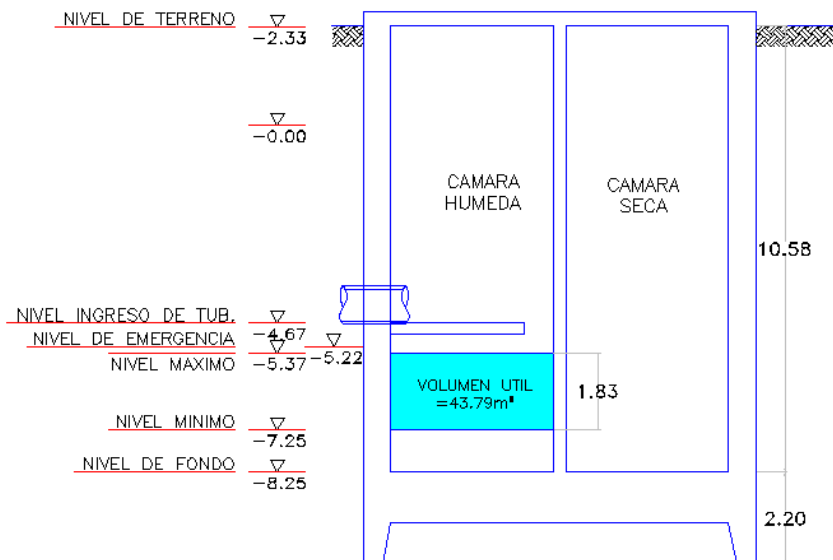 NIVEL DE TERRENO
-2.33
-0.00
CAMARA
HUMEDA
CAMARA
SECA
10.58
NIVEL INGRESO DE TUB.
-4.67
NIVEL DE EMERGENCIA
-5.22
NIVEL MAXIMO
-5.37
VOLUMEN UTIL
=43.79m³
1.83
NIVEL MINIMO
-7.25
NIVEL DE FONDO
-8.25
2.20